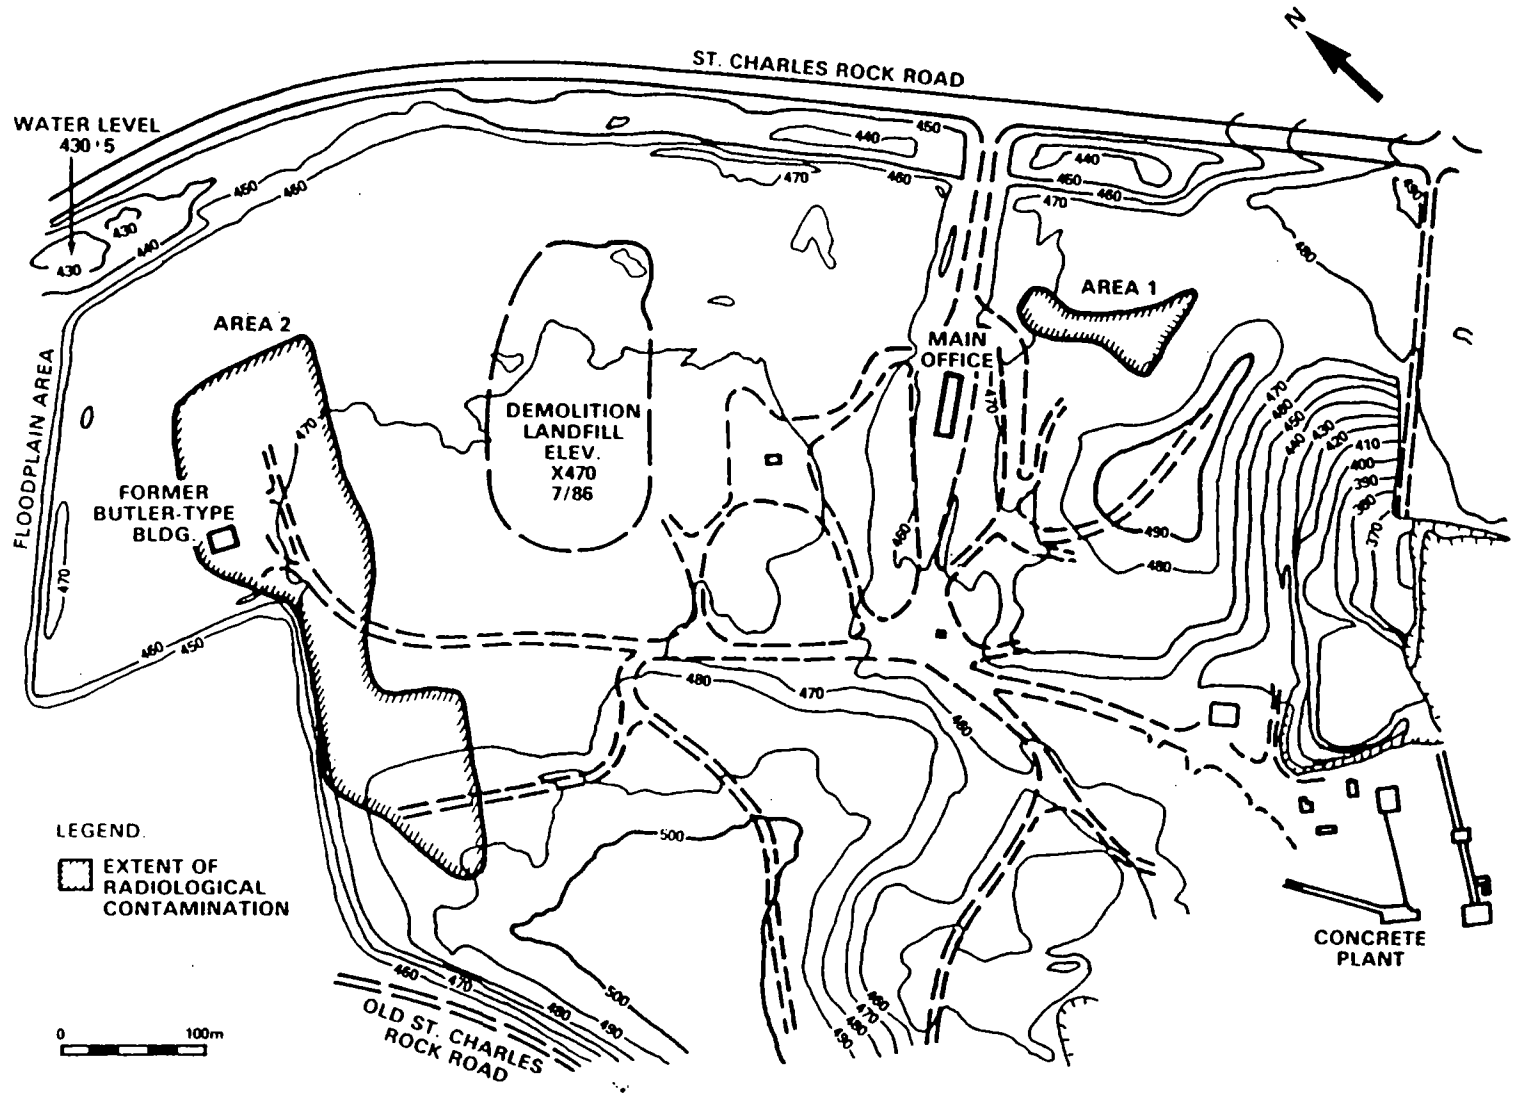 N
ST. CHARLES ROCK ROAD
WATER LEVEL
430·5
450
440
440
450
460
470
460
450
460
470
430
440
430
480
AREA 1
AREA 2
MAIN
OFFICE
FLOODPLAIN AREA
DEMOLITION
LANDFILL
ELEV.
X470
7/86
470
470
470
480
450
440
430
420
410
400
390
380
370
FORMER
BUTLER-TYPE
BLDG.
460
490
480
470
460
450
480
470
460
500
LEGEND.
EXTENT OF
RADIOLOGICAL
CONTAMINATION
CONCRETE
PLANT
460
470
480
490
500
460
470
480
490
OLD ST. CHARLES
ROCK ROAD
0 100m